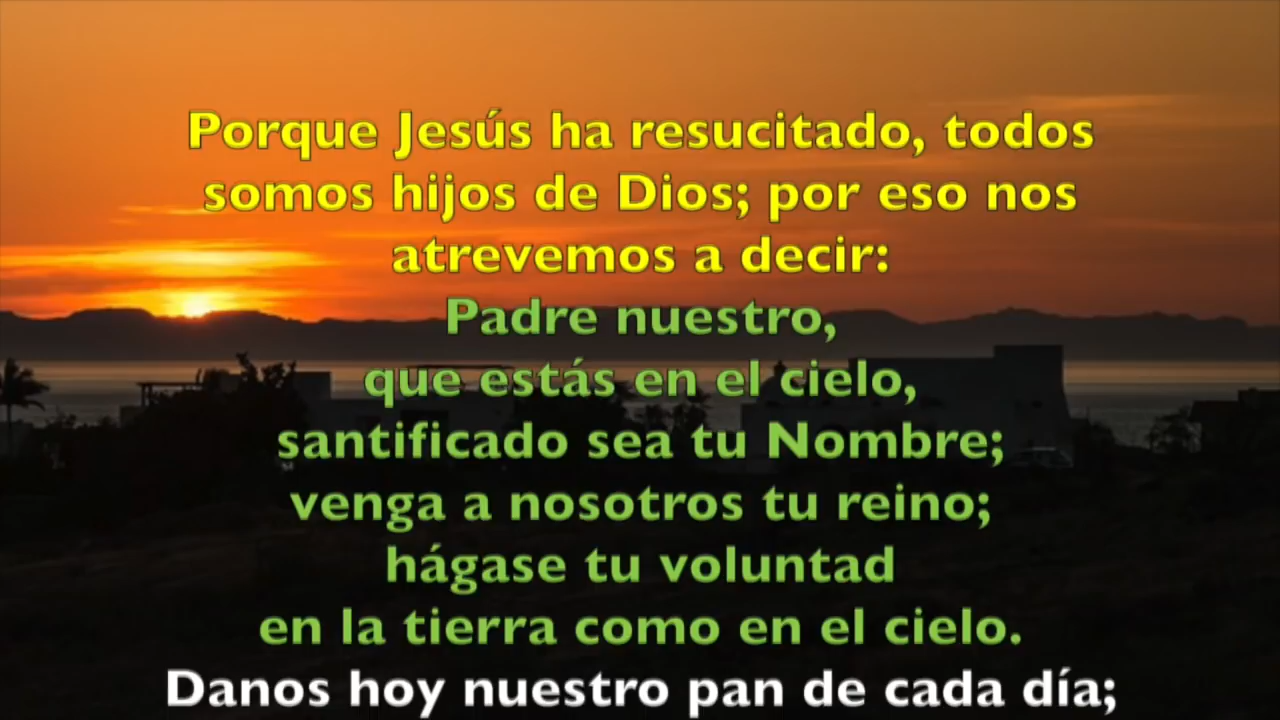 Porque Jesús ha resucitado, todos
somos hijos de Dios; por eso nos
atrevemos a decir:
Padre nuestro,
que estás en el cielo,
santificado sea tu Nombre;
venga a nosotros tu reino;
hágase tu voluntad
en la tierra como en el cielo.
Danos hoy nuestro pan de cada día;